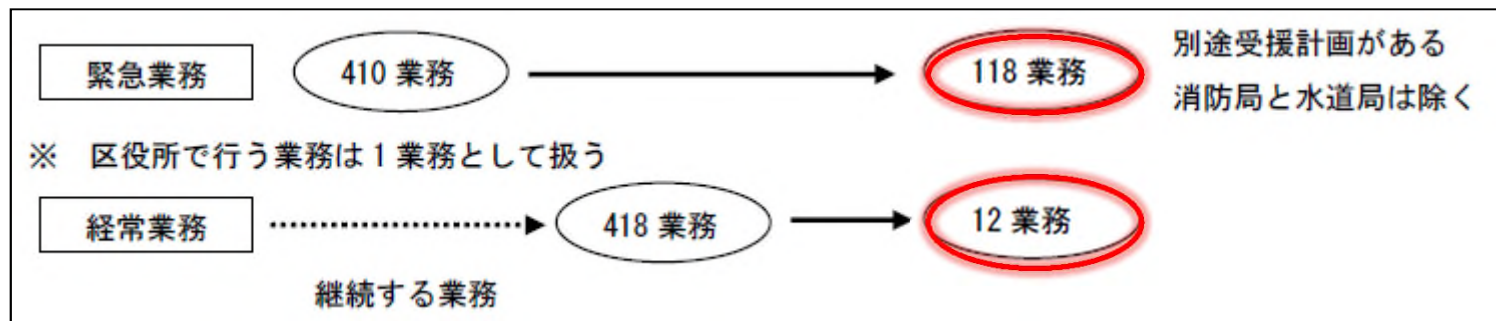 緊急業務 410 業務 118 業務 別途受援計画がある
消防局と水道局は除く
※ 区役所で行う業務は 1 業務として扱う
経常業務 418 業務 12 業務
継続する業務